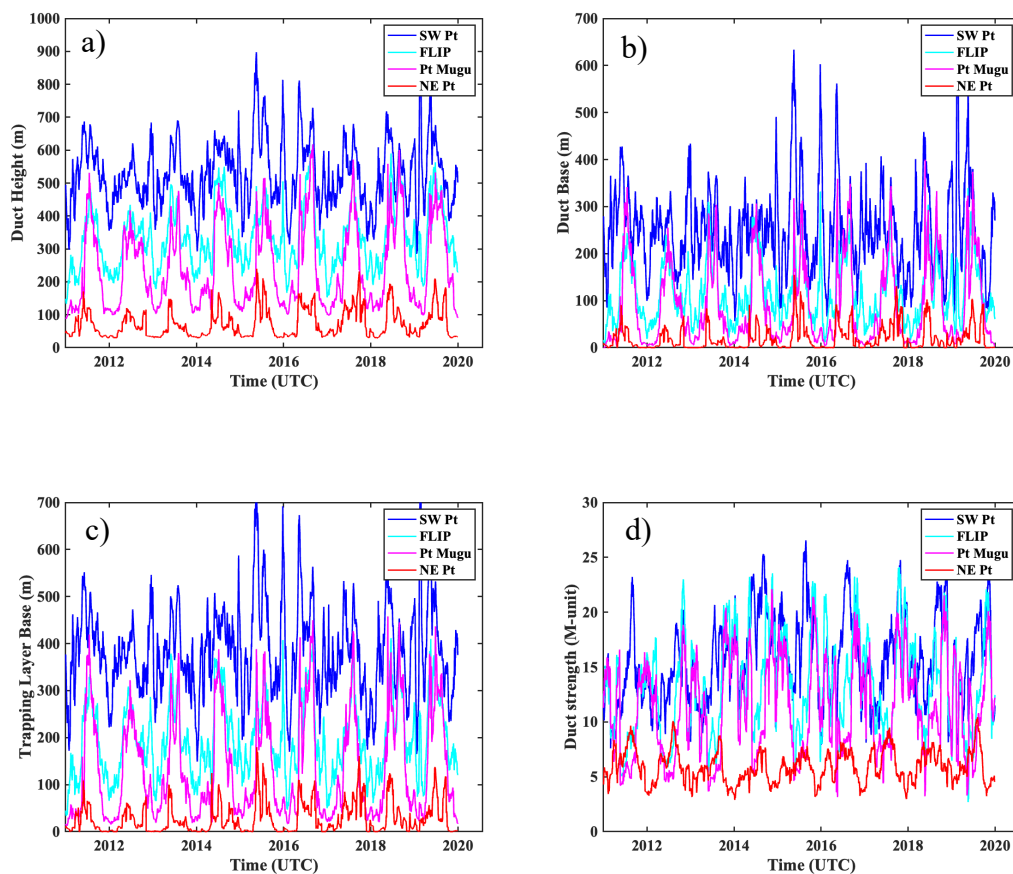 a)
1000
900
800
700
600
500
400
300
200
100
0
Duct Height (m)
SW Pt
FLIP
Pt Mugu
NE Pt
2012 2014 2016 2018 2020
Time (UTC)
b)
700
600
500
400
300
200
100
0
Duct Base (m)
SW Pt
FLIP
Pt Mugu
NE Pt
2012 2014 2016 2018 2020
Time (UTC)
c)
700
600
500
400
300
200
100
0
Trapping Layer Base (m)
SW Pt
FLIP
Pt Mugu
NE Pt
2012 2014 2016 2018 2020
Time (UTC)
d)
30
25
20
15
10
5
0
Duct strength (M-unit)
SW Pt
FLIP
Pt Mugu
NE Pt
2012 2014 2016 2018 2020
Time (UTC)